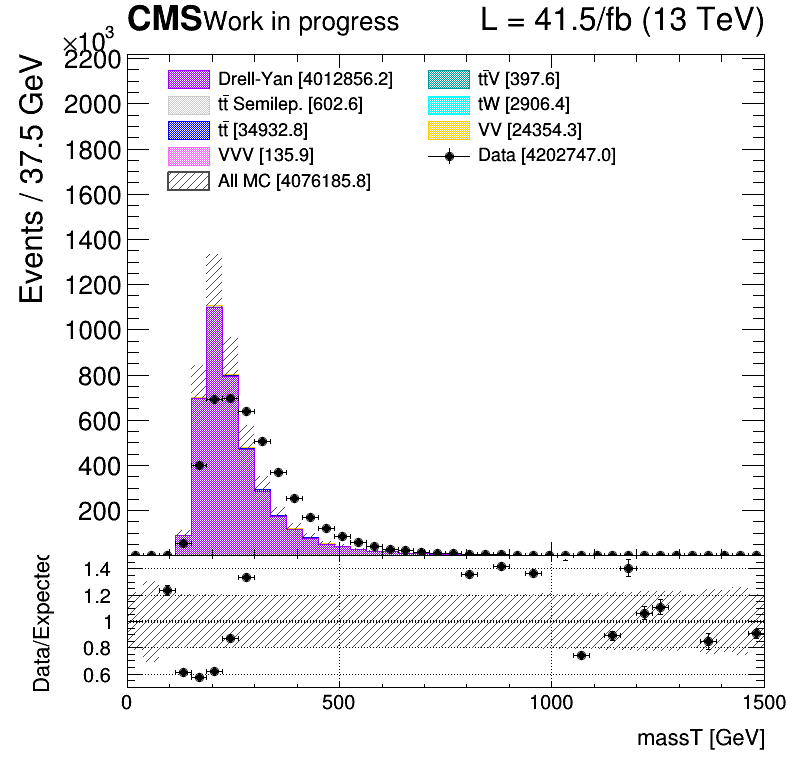 CMS Work in progress L = 41.5/fb (13 TeV)
×10³
Events / 37.5 GeV
2200
2000
1800
1600
1400
1200
1000
800
600
400
200
Drell-Yan [4012856.2]
tt̄ Semilep. [602.6]
tt̄ [34932.8]
VVV [135.9]
All MC [4076185.8]
tt̄V [397.6]
tW [2906.4]
VV [24354.3]
Data [4202747.0]
Data/Expected
1.4
1.2
1
0.8
0.6
0 500 1000 1500
massT [GeV]